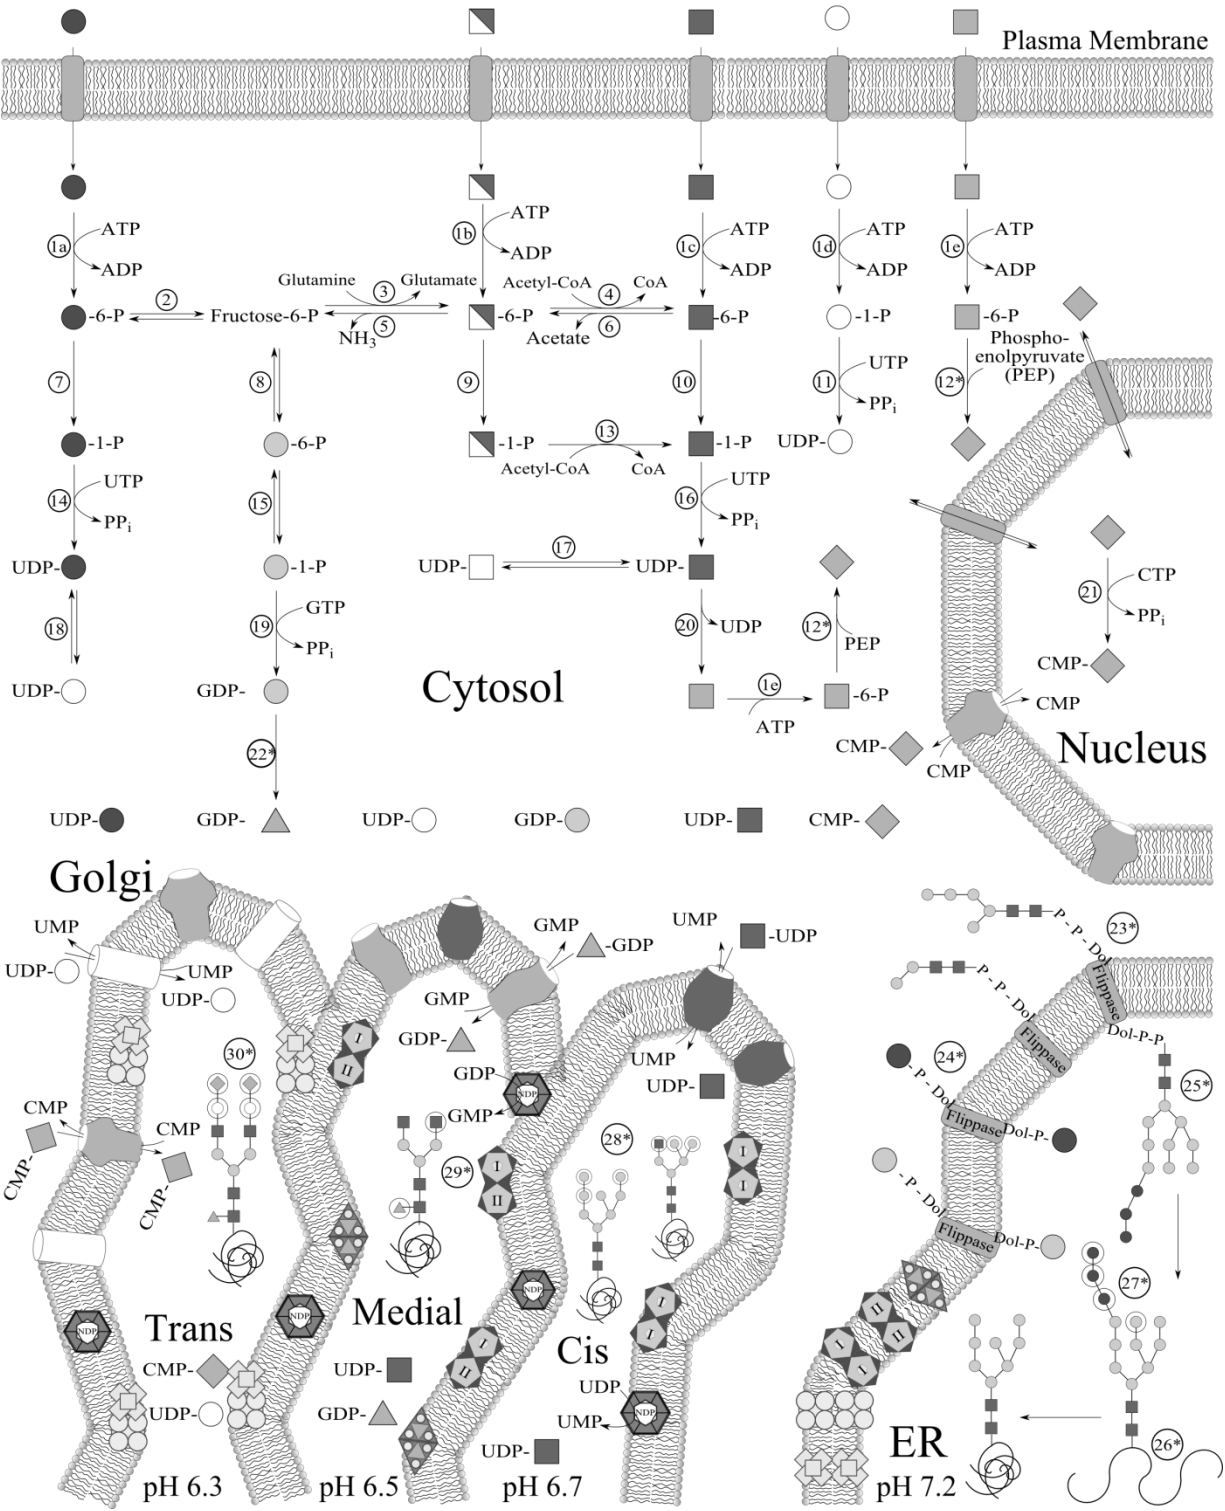 Plasma Membrane
1a
ATP
ADP
1b
ATP
ADP
1c
ATP
ADP
1d
ATP
ADP
1e
ATP
ADP
-6-P
2
Fructose-6-P
Glutamine
3
Glutamate
5
NH3
-6-P
Acetyl-CoA
4
CoA
6
Acetate
-6-P
-1-P
-6-P
Phospho-
enolpyruvate
(PEP)
7
8
9
10
11
UTP
PPi
12*
-1-P
-6-P
-1-P
13
Acetyl-CoA
CoA
-1-P
UDP-
14
UTP
PPi
15
16
UTP
PPi
UDP-
-1-P
UDP-
17
UDP-
21
CTP
PPi
18
19
GTP
PPi
20
UDP
12*
PEP
CMP-
UDP-
GDP-
Cytosol
1e
ATP
-6-P
CMP
CMP-
CMP
Nucleus
22*
UDP-
GDP-
UDP-
GDP-
UDP-
CMP-
Golgi
UMP
UDP-
UMP
UDP-
GMP
-GDP
GMP
GDP-
UMP
-UDP
UMP
UDP-
P - P - Dol
23*
Flippase
P - P - Dol
Flippase
Dol-P-P
24*
- P - Dol
Flippase
Dol-P-
25*
- P - Dol
Flippase
Dol-P-
30*
I
II
GDP
GMP
NDP
28*
29*
I
II
I
I
CMP
CMP-
CMP
CMP-
NDP
NDP
NDP
I
I
II
II
I
I
27*
Trans
Medial
Cis
CMP-
UDP-
UDP-
GDP-
I
II
UDP
UMP
NDP
UDP-
ER
26*
pH 6.3
pH 6.5
pH 6.7
pH 7.2